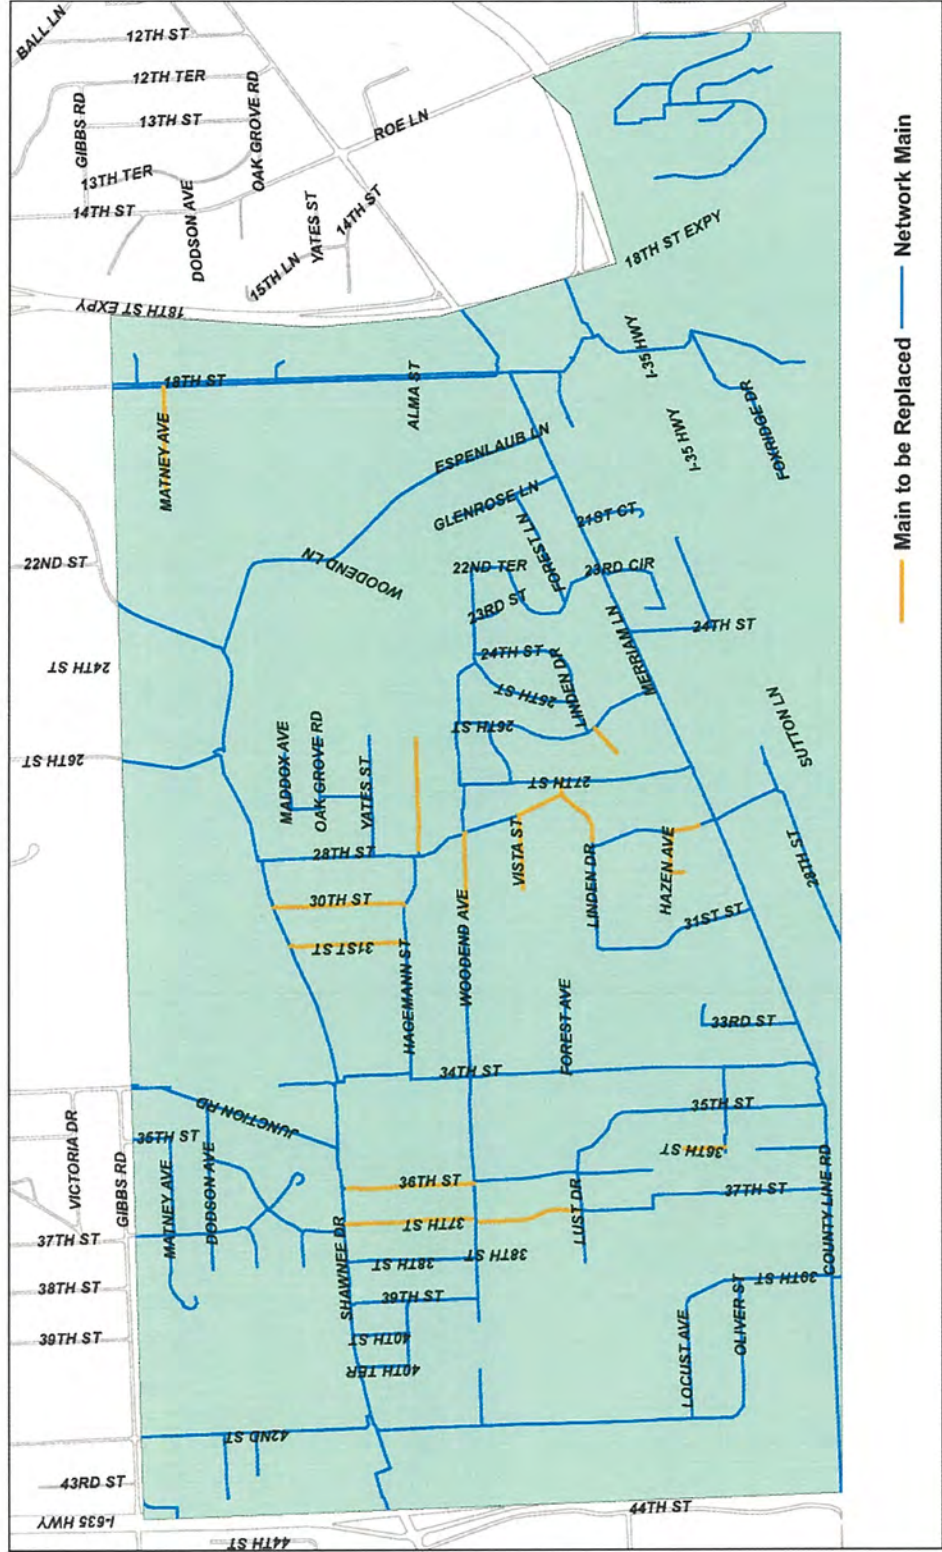 BALL LN
12TH ST
12TH TER
GIBBS RD
OAK GROVE RD
13TH ST
ROE LN
13TH TER
14TH ST
DODSON AVE
YATES ST
14TH ST
15TH LN
18TH ST EXPY
18TH ST EXPY
18TH ST
I-35 HWY
ALMA ST
MATNEY AVE
ESPENLAUB LN
I-35 HWY
FOXRIDGE DR
GLENROSE LN
21ST CT
FOREST LN
22ND ST
WOODEND LN
22ND TER
23RD CIR
23RD ST
24TH ST
24TH ST
24TH ST
MERRIAM LN
25TH ST
LINDEN DR
26TH ST
26TH ST
SUTTON LN
MADDOX AVE
OAK GROVE RD
YATES ST
27TH ST
28TH ST
VISTA ST
28TH ST
LINDEN DR
HAZEN AVE
30TH ST
31ST ST
31ST ST
WOODEND AVE
HAGEMANN ST
FOREST AVE
33RD ST
34TH ST
35TH ST
JUNCTION RD
VICTORIA DR
35TH ST
GIBBS RD
36TH ST
MATNEY AVE
DODSON AVE
36TH ST
37TH ST
LUST DR
COUNTY LINE RD
37TH ST
37TH ST
SHAWNEE DR
38TH ST
38TH ST
38TH ST
39TH ST
39TH ST
39TH ST
OLIVER ST
40TH ST
LOCUST AVE
40TH TER
42ND ST
43RD ST
44TH ST
I-635 HWY
44TH ST
Main to be Replaced
Network Main